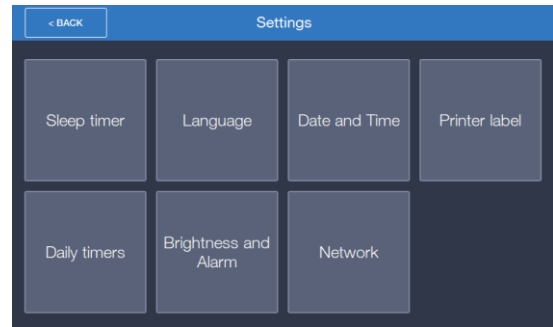 < BACK
Settings
Sleep timer
Language
Date and Time
Printer label
Daily timers
Brightness and
Alarm
Network